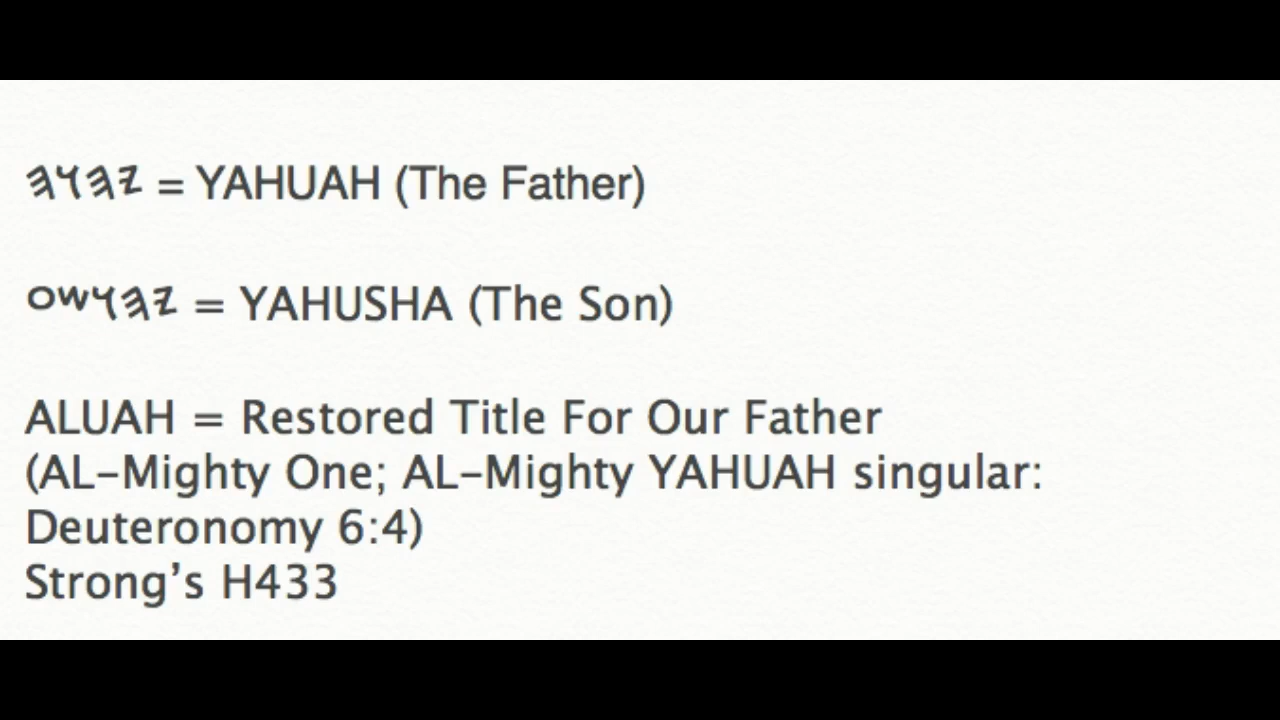 𐤉𐤄𐤅𐤄 = YAHUAH (The Father)
𐤉𐤄𐤅𐤔𐤏 = YAHUSHA (The Son)
ALUAH = Restored Title For Our Father
(AL-Mighty One; AL-Mighty YAHUAH singular:
Deuteronomy 6:4)
Strong’s H433